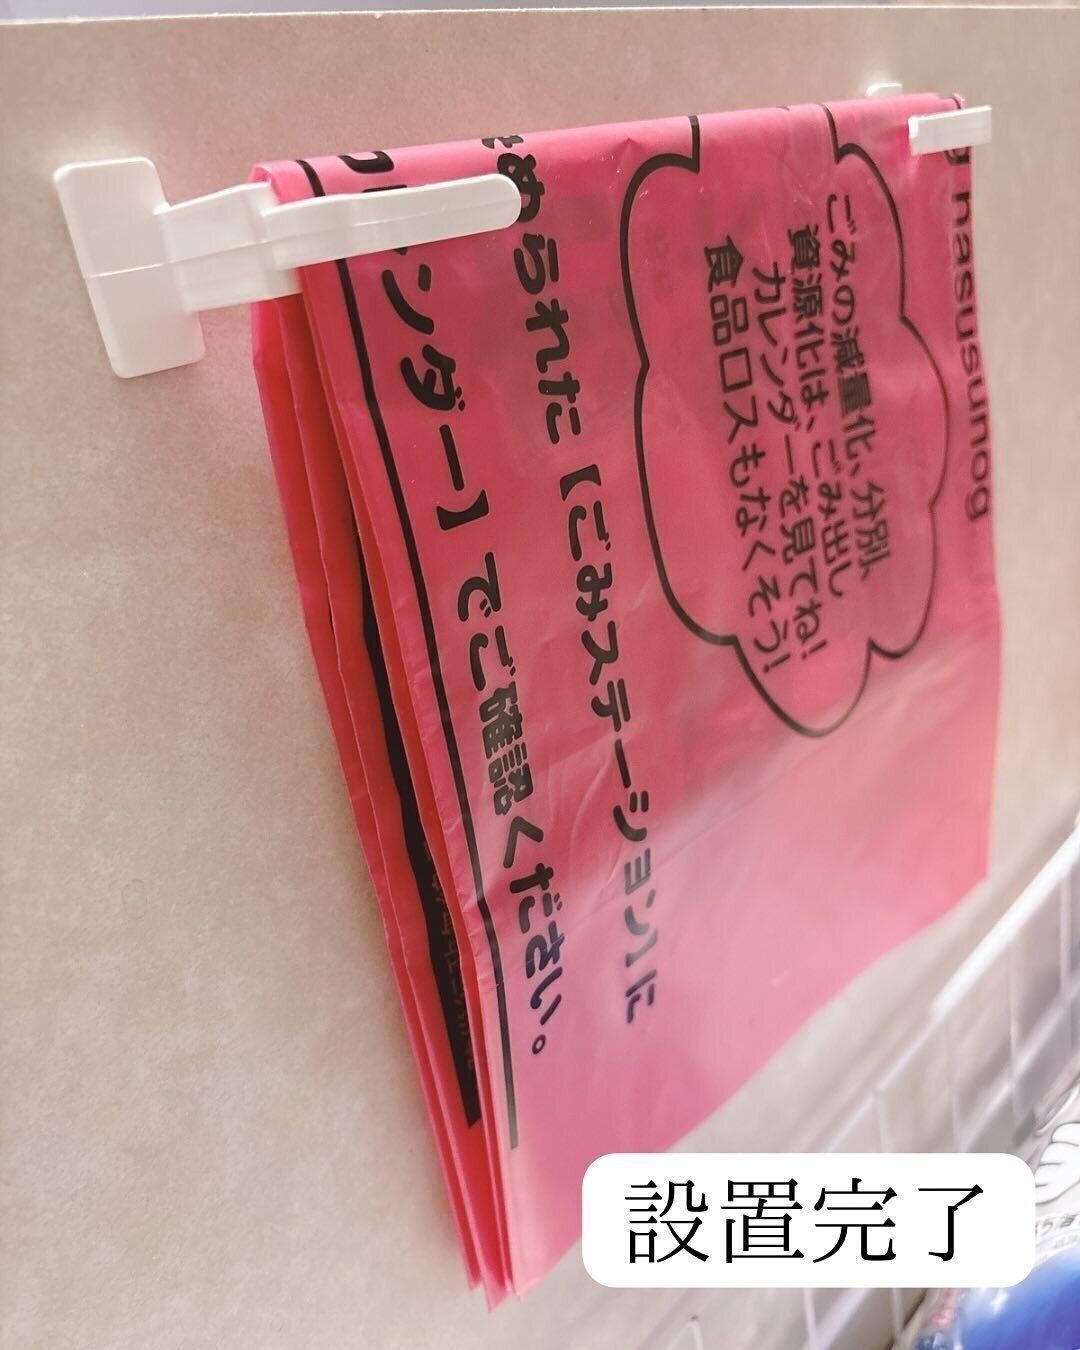 ごみの減量化、分別、
資源化は、ごみ出し
カレンダーを見てね!
食品ロスもなくそう!
められた【ごみステーション】に
レンダー】でご確認ください。
nasusunog
設置完了